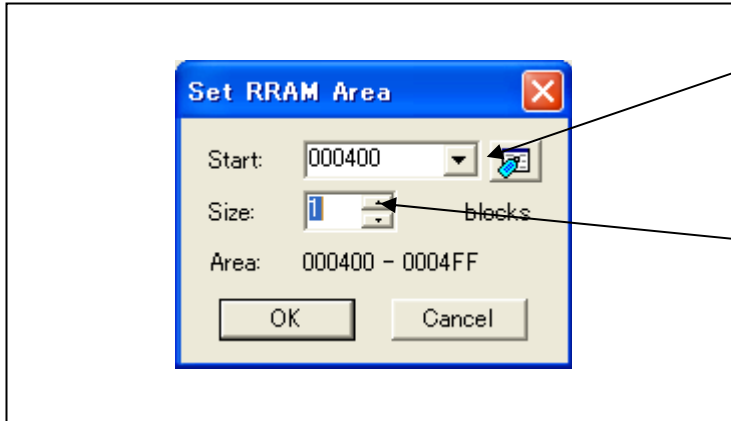 Set RRAM Area
Start: 000400
Size: 1 blocks
Area: 000400 - 0004FF
OK Cancel